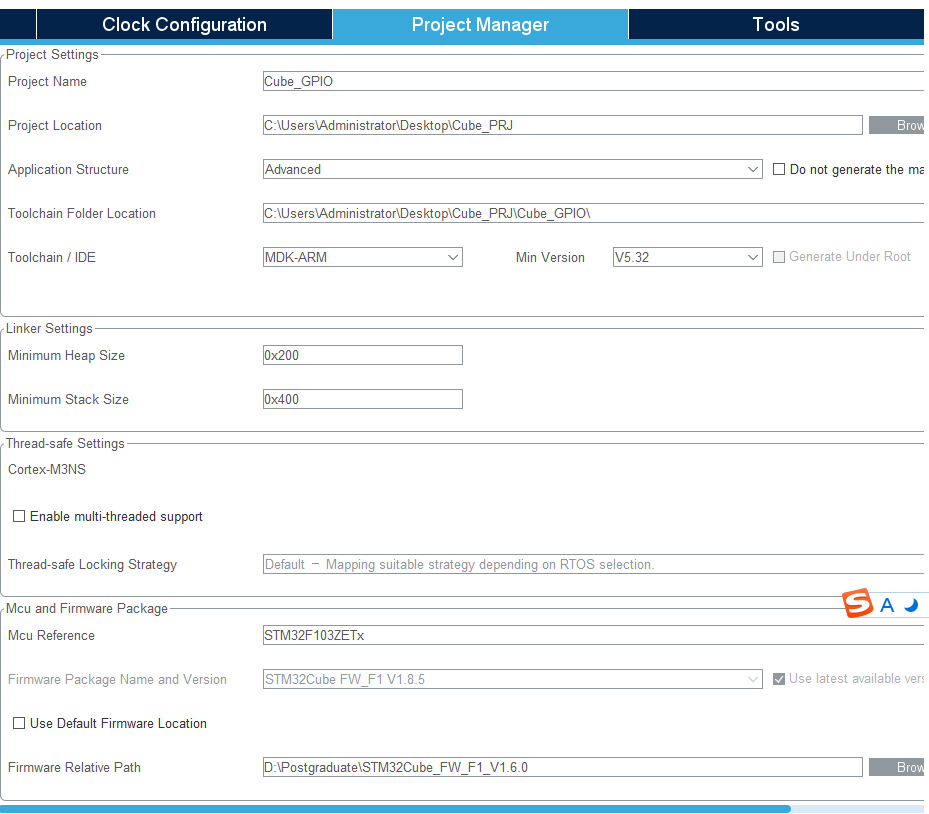 Clock Configuration Project Manager Tools
Project Settings
Project Name Cube_GPIO
Project Location C:\Users\Administrator\Desktop\Cube_PRJ Brow
Application Structure Advanced Do not generate the ma
Toolchain Folder Location C:\Users\Administrator\Desktop\Cube_PRJ\Cube_GPIO\
Toolchain / IDE MDK-ARM Min Version V5.32 Generate Under Root
Linker Settings
Minimum Heap Size 0x200
Minimum Stack Size 0x400
Thread-safe Settings
Cortex-M3NS
Enable multi-threaded support
Thread-safe Locking Strategy Default – Mapping suitable strategy depending on RTOS selection.
Mcu and Firmware Package
S A
Mcu Reference STM32F103ZETx
Firmware Package Name and Version STM32Cube FW_F1 V1.8.5 Use latest available vers
Use Default Firmware Location
Firmware Relative Path D:\Postgraduate\STM32Cube_FW_F1_V1.6.0 Brow